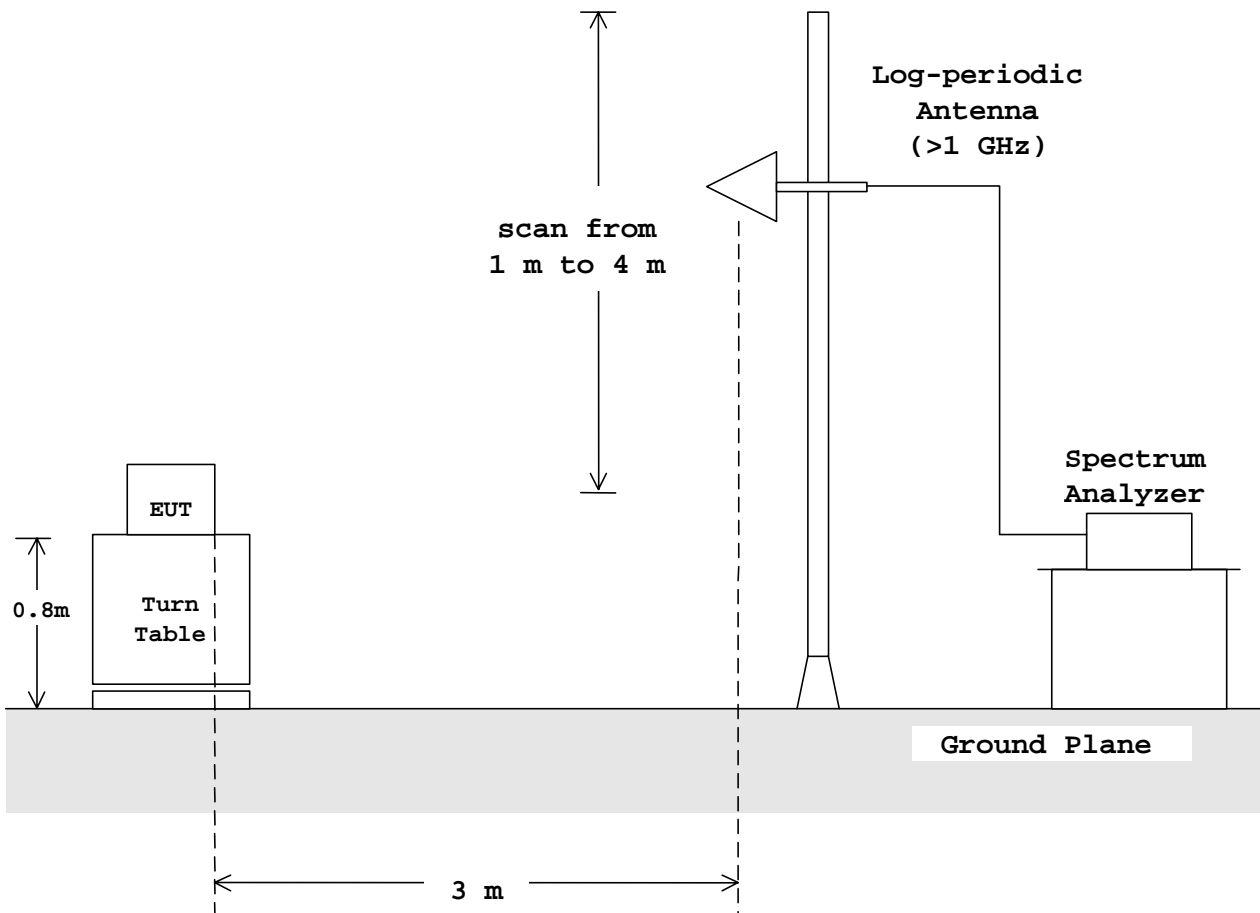 Log-periodic
Antenna
(>1 GHz)
scan from
1 m to 4 m
Spectrum
Analyzer
EUT
0.8m
Turn
Table
Ground Plane
3 m